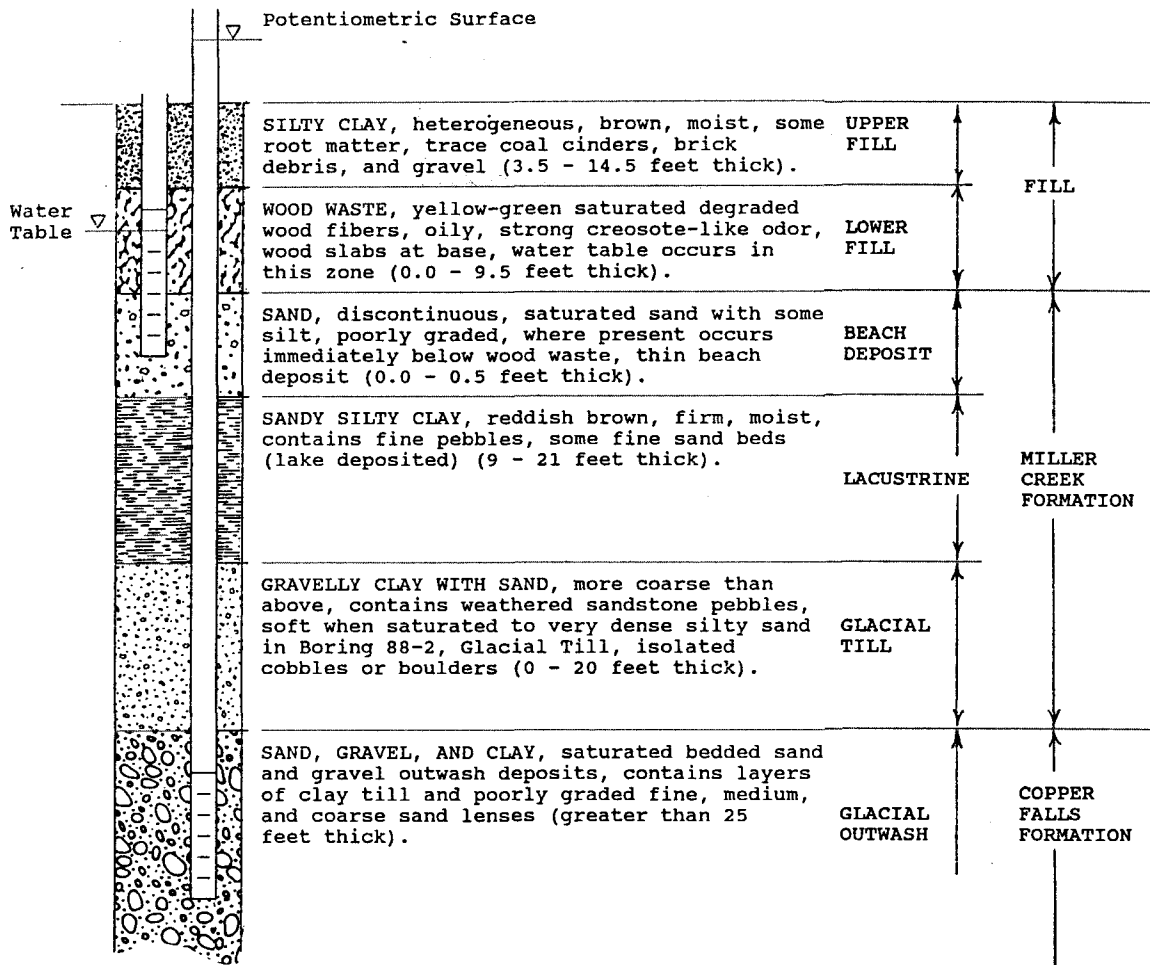 Potentiometric Surface
SILTY CLAY, heterogeneous, brown, moist, some
root matter, trace coal cinders, brick
debris, and gravel (3.5 - 14.5 feet thick).
UPPER
FILL
FILL
Water
Table
WOOD WASTE, yellow-green saturated degraded
wood fibers, oily, strong creosote-like odor,
wood slabs at base, water table occurs in
this zone (0.0 - 9.5 feet thick).
LOWER
FILL
SAND, discontinuous, saturated sand with some
silt, poorly graded, where present occurs
immediately below wood waste, thin beach
deposit (0.0 - 0.5 feet thick).
BEACH
DEPOSIT
SANDY SILTY CLAY, reddish brown, firm, moist,
contains fine pebbles, some fine sand beds
(lake deposited) (9 - 21 feet thick).
LACUSTRINE
MILLER
CREEK
FORMATION
GRAVELLY CLAY WITH SAND, more coarse than
above, contains weathered sandstone pebbles,
soft when saturated to very dense silty sand
in Boring 88-2, Glacial Till, isolated
cobbles or boulders (0 - 20 feet thick).
GLACIAL
TILL
SAND, GRAVEL, AND CLAY, saturated bedded sand
and gravel outwash deposits, contains layers
of clay till and poorly graded fine, medium,
and coarse sand lenses (greater than 25
feet thick).
GLACIAL
OUTWASH
COPPER
FALLS
FORMATION